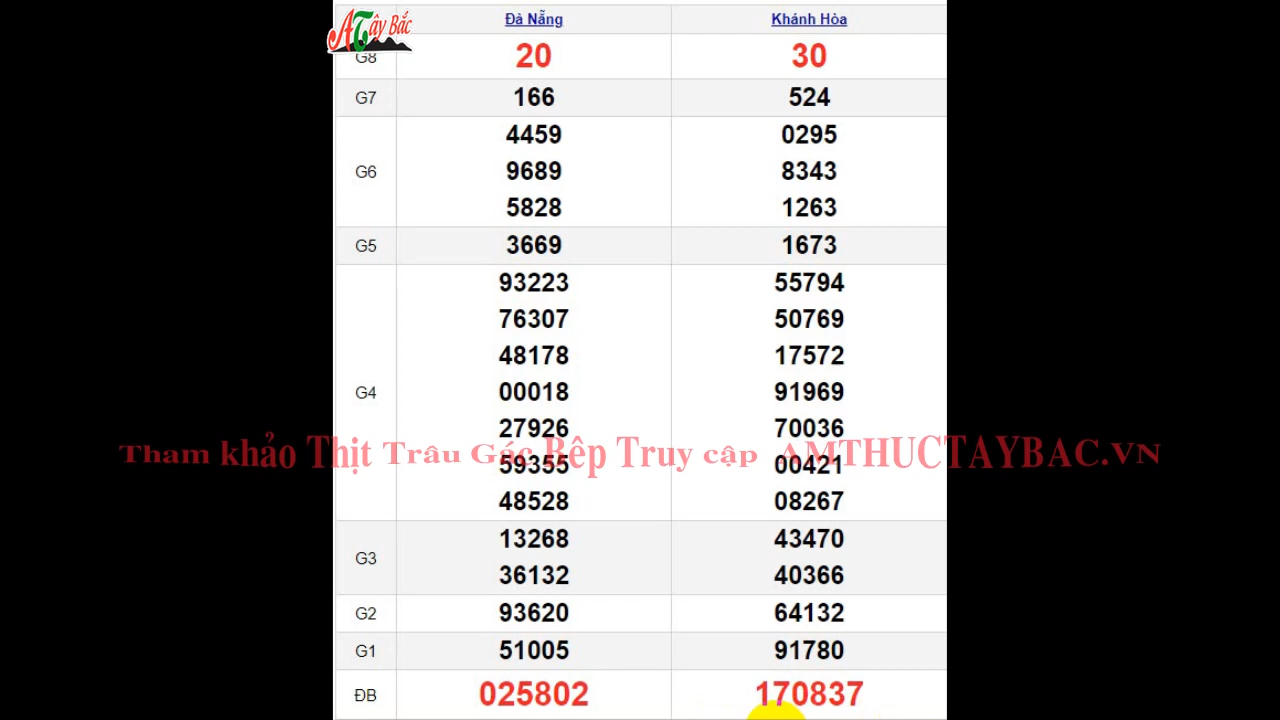 A Tây Bắc
Đà Nẵng Khánh Hòa
G8 20 30
G7 166 524
4459 0295
G6 9689 8343
5828 1263
G5 3669 1673
93223 55794
76307 50769
48178 17572
G4 00018 91969
27926 70036
Tham khảo Thịt Trâu Gác Bêp Truy cập AMTHUCTAYBAC.VN
59355 00421
48528 08267
13268 43470
G3
36132 40366
G2 93620 64132
G1 51005 91780
ĐB 025802 170837